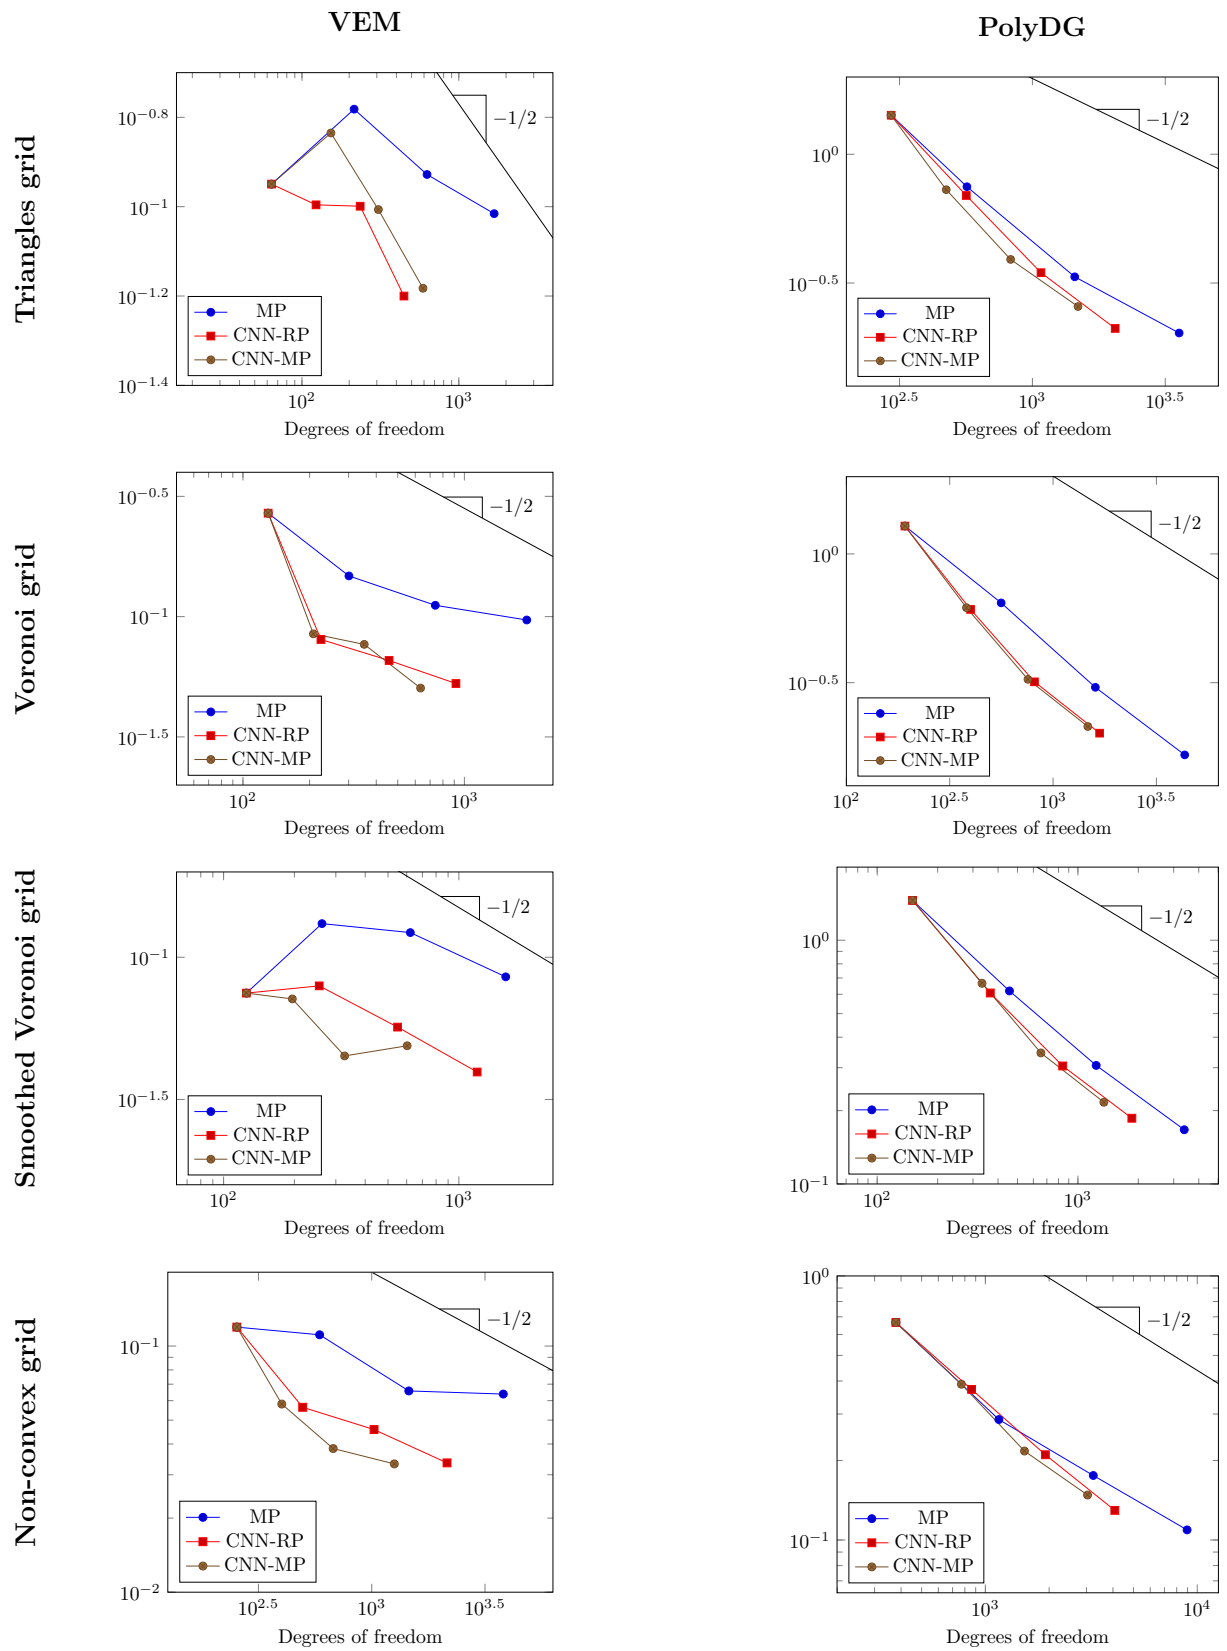 VEM
PolyDG
Triangles grid
10^−0.8
10^−1
10^−1.2
10^−1.4
−1/2
MP
CNN-RP
CNN-MP
10^2
10^3
Degrees of freedom
10^0
10^−0.5
−1/2
MP
CNN-RP
CNN-MP
10^2.5
10^3
10^3.5
Degrees of freedom
Voronoi grid
10^−0.5
10^−1
10^−1.5
−1/2
MP
CNN-RP
CNN-MP
10^2
10^3
Degrees of freedom
10^0
10^−0.5
−1/2
MP
CNN-RP
CNN-MP
10^2
10^2.5
10^3
10^3.5
Degrees of freedom
Smoothed Voronoi grid
10^−1
10^−1.5
−1/2
MP
CNN-RP
CNN-MP
10^2
10^3
Degrees of freedom
10^0
10^−1
−1/2
MP
CNN-RP
CNN-MP
10^2
10^3
Degrees of freedom
Non-convex grid
10^−1
10^−2
−1/2
MP
CNN-RP
CNN-MP
10^2.5
10^3
10^3.5
Degrees of freedom
10^0
10^−1
−1/2
MP
CNN-RP
CNN-MP
10^3
10^4
Degrees of freedom